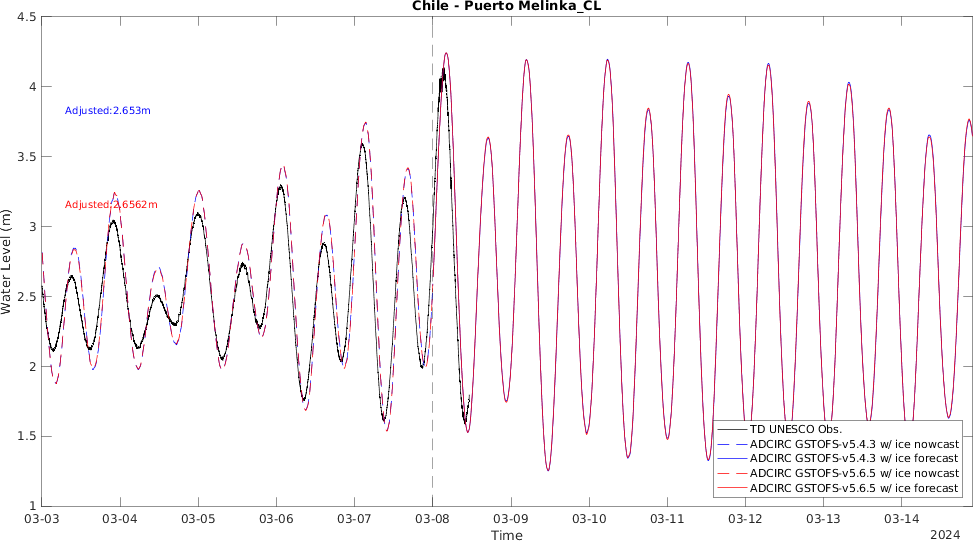 Chile - Puerto Melinka_CL
4.5
4
3.5
3
2.5
2
1.5
1
Water Level (m)
Adjusted:2.653m
Adjusted:2.6562m
TD UNESCO Obs.
ADCIRC GSTOFS-v5.4.3 w/ ice nowcast
ADCIRC GSTOFS-v5.4.3 w/ ice forecast
ADCIRC GSTOFS-v5.6.5 w/ ice nowcast
ADCIRC GSTOFS-v5.6.5 w/ ice forecast
03-03 03-04 03-05 03-06 03-07 03-08 03-09 03-10 03-11 03-12 03-13 03-14
Time
2024